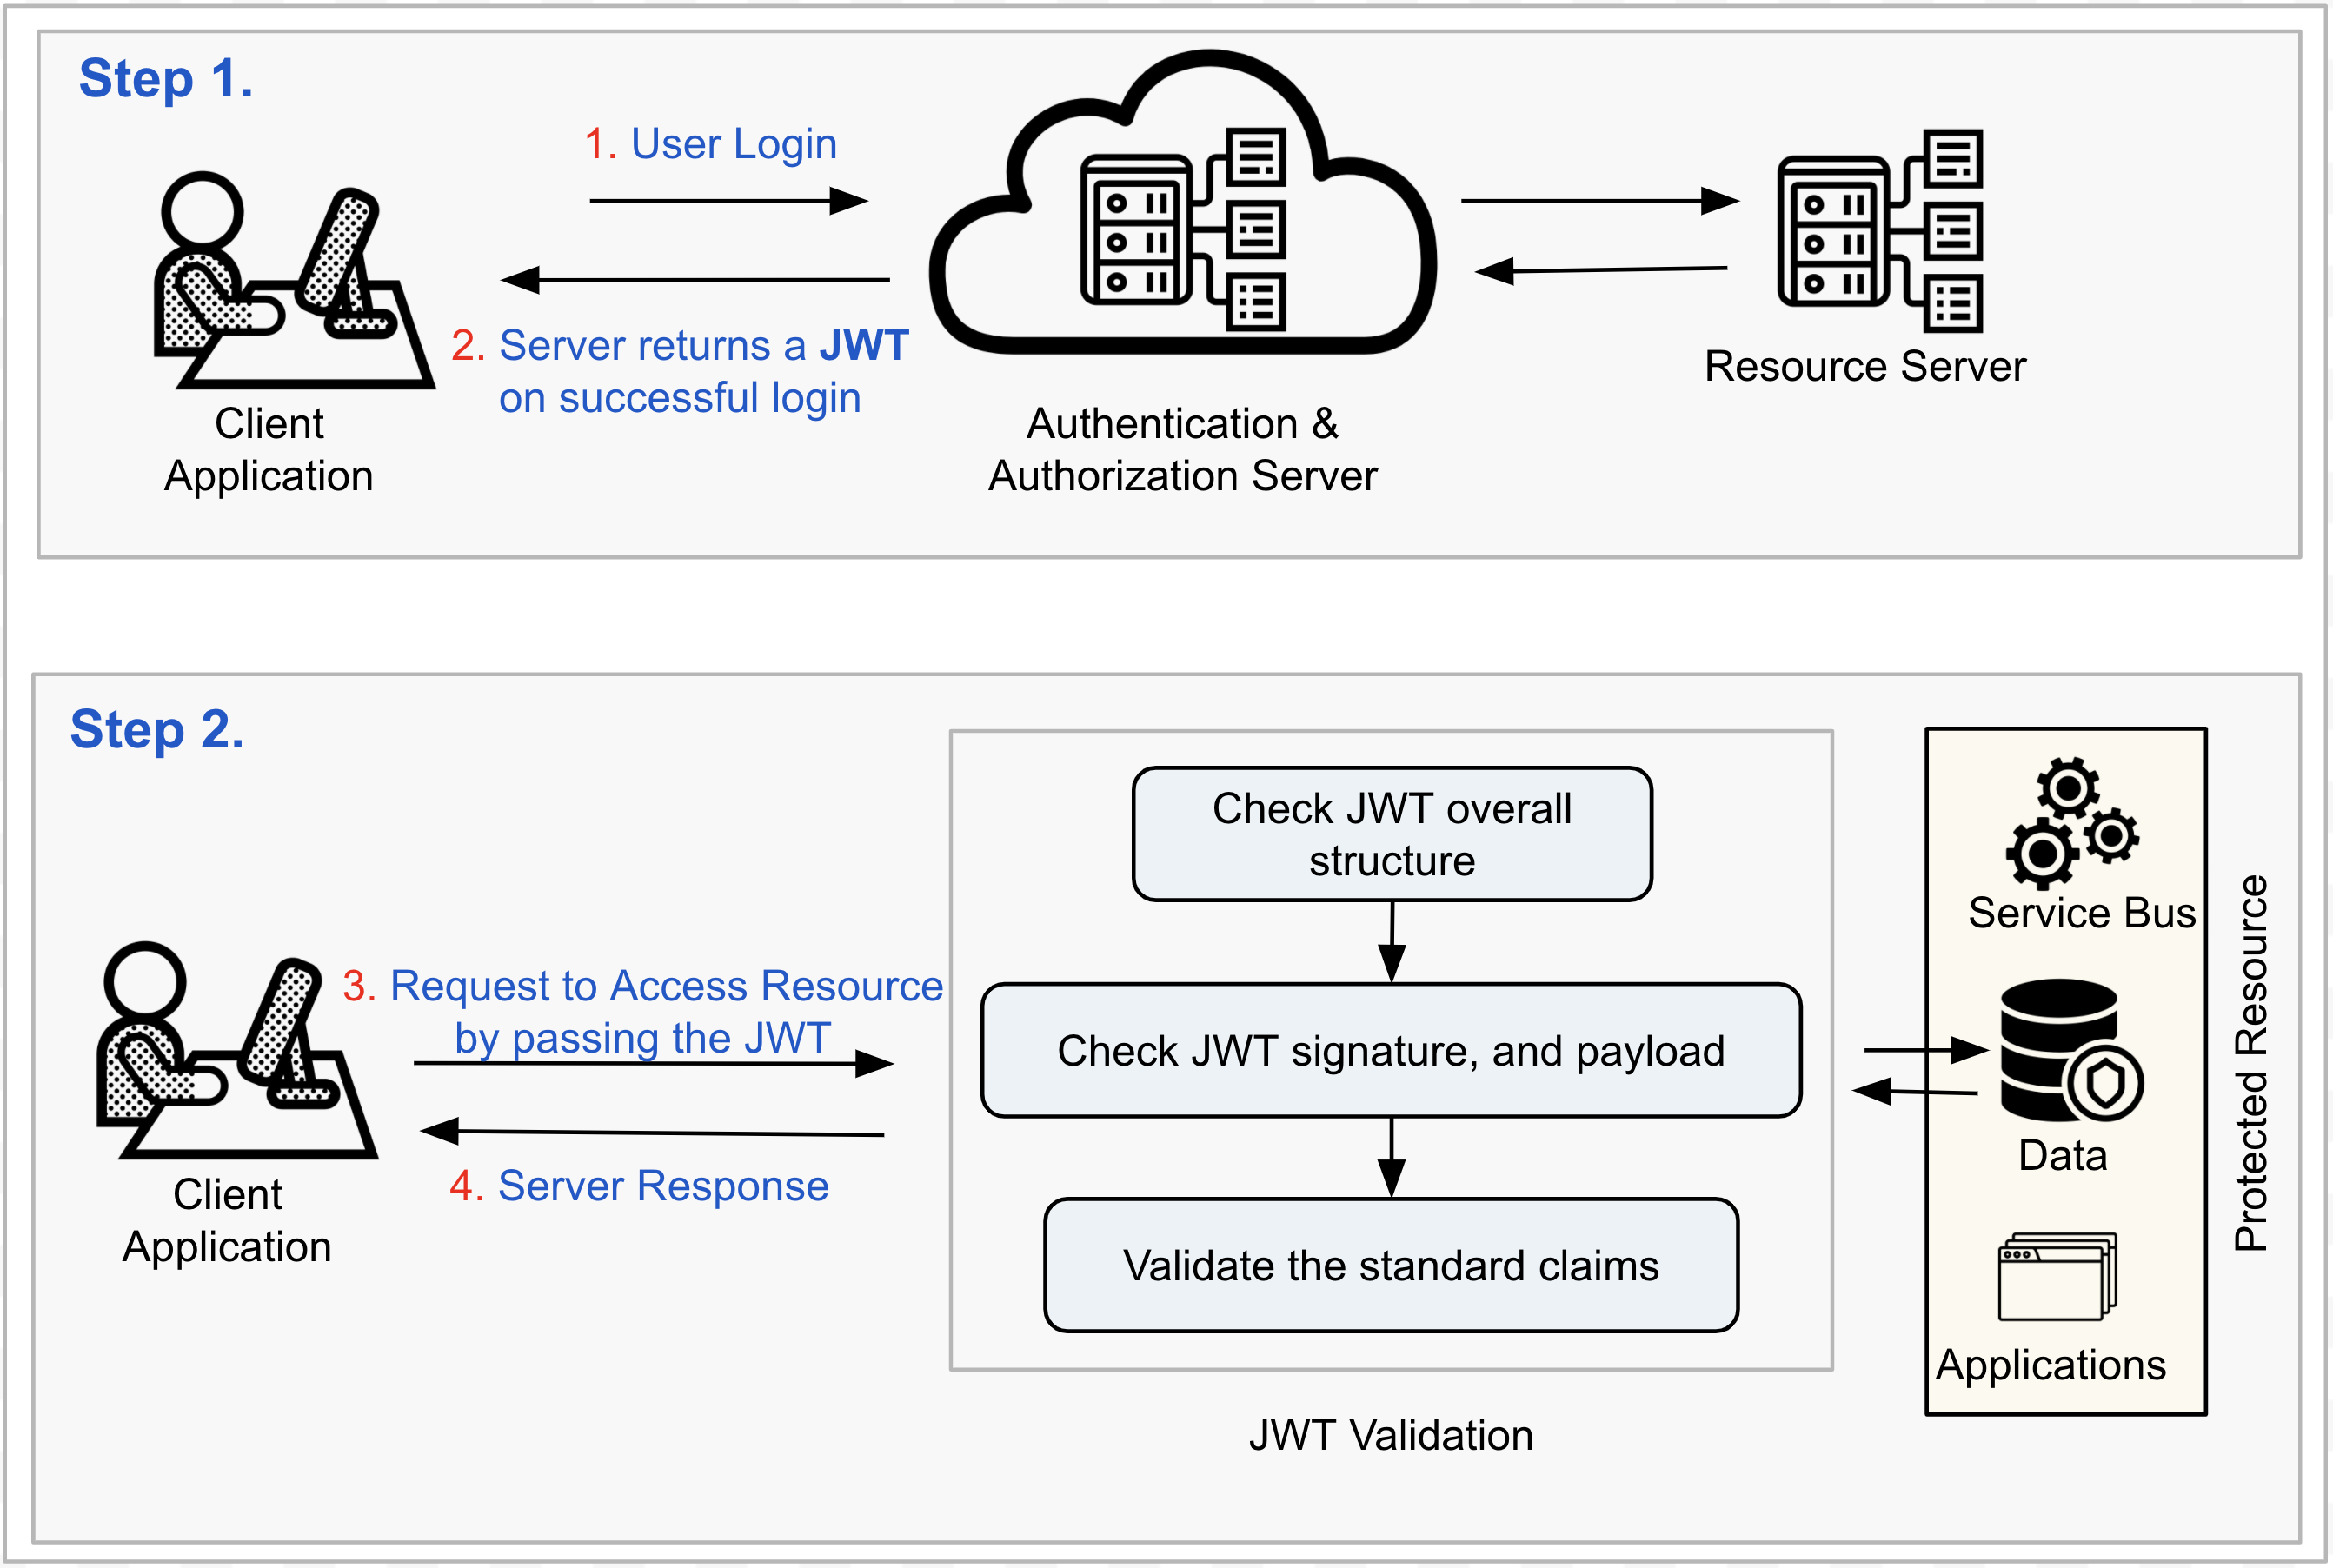 Step 1.
1. User Login
2. Server returns a JWT
on successful login
Client
Application
Authentication &
Authorization Server
Resource Server
Step 2.
3. Request to Access Resource
by passing the JWT
4. Server Response
Client
Application
Check JWT overall
structure
Check JWT signature, and payload
Validate the standard claims
JWT Validation
Service Bus
Data
Applications
Protected Resource